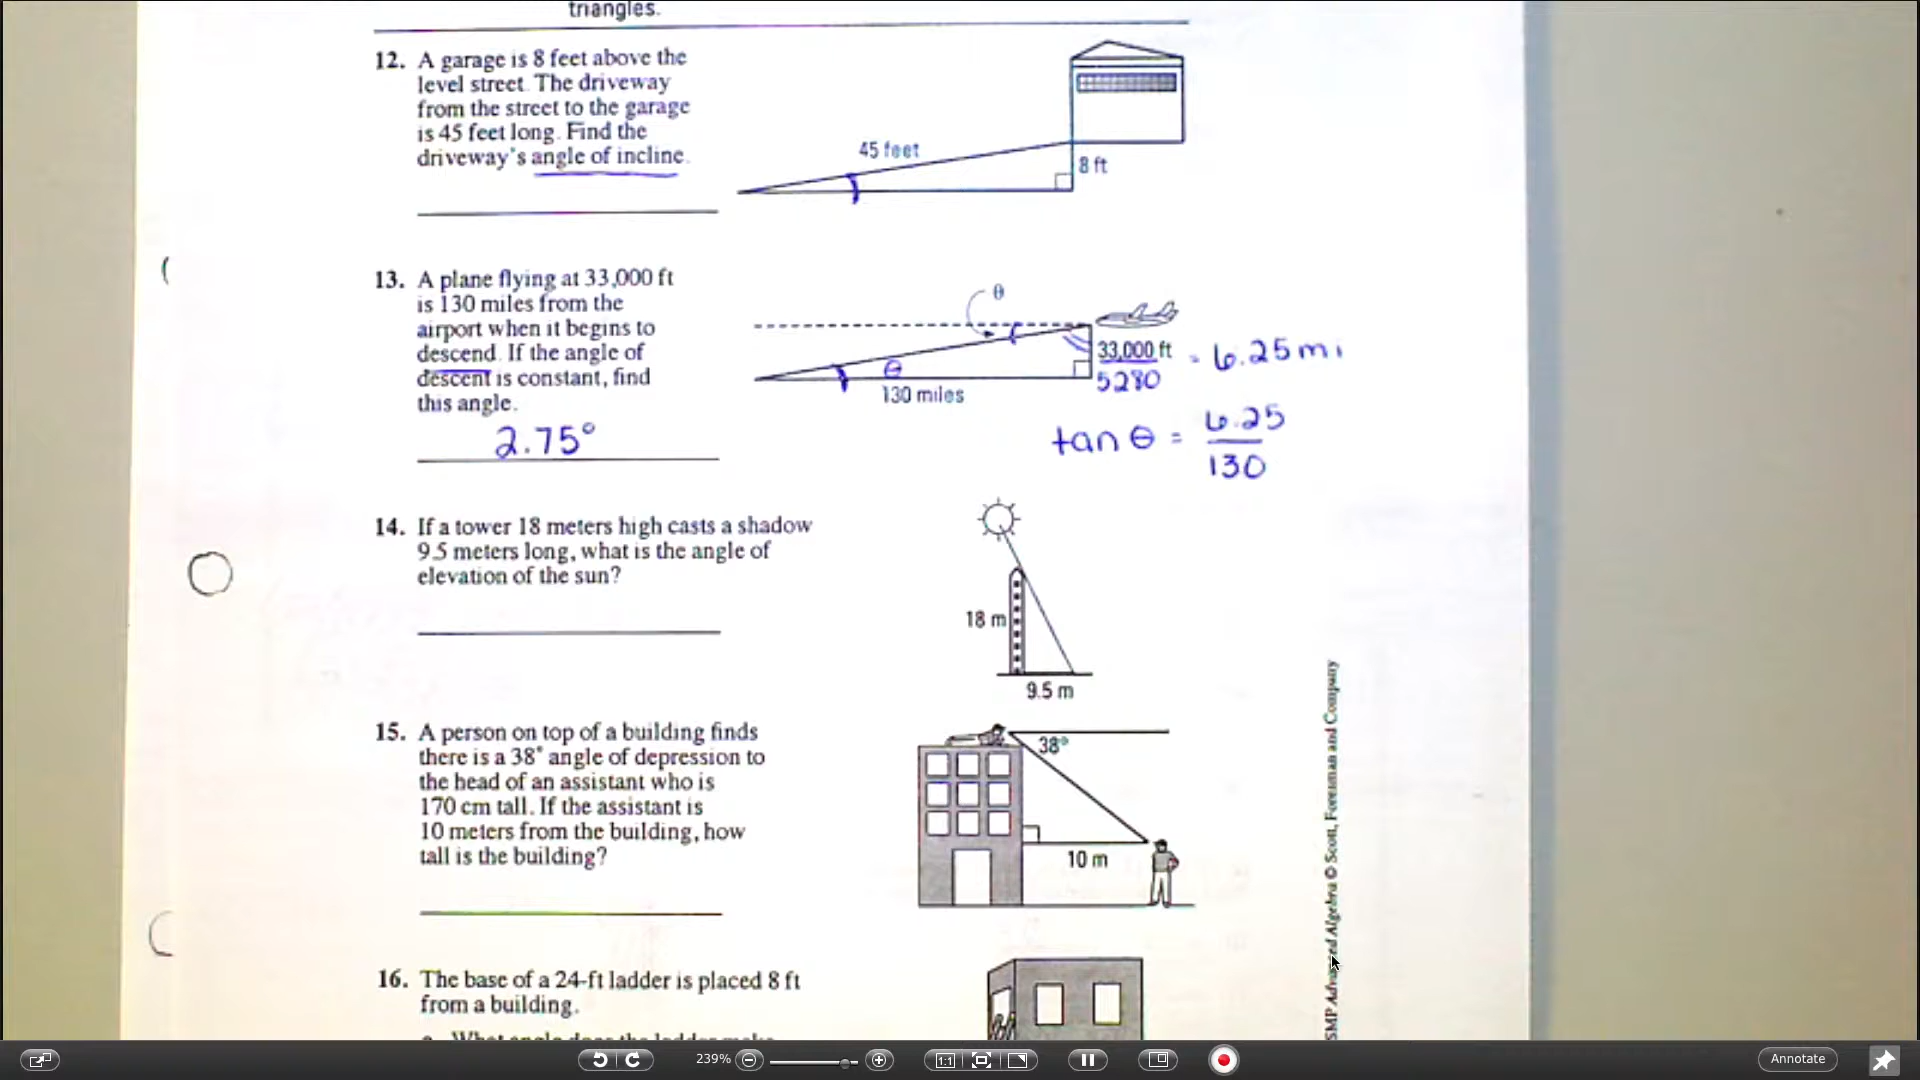 triangles.
12. A garage is 8 feet above the
level street. The driveway
from the street to the garage
is 45 feet long. Find the
driveway's angle of incline.
45 feet
8 ft
13. A plane flying at 33,000 ft
is 130 miles from the
airport when it begins to
descend. If the angle of
descent is constant, find
this angle.
2.75°
θ
θ
130 miles
33,000 ft
5280
= 6.25 mi
tan θ = 6.25
130
14. If a tower 18 meters high casts a shadow
9.5 meters long, what is the angle of
elevation of the sun?
18 m
9.5 m
15. A person on top of a building finds
there is a 38° angle of depression to
the head of an assistant who is
170 cm tall. If the assistant is
10 meters from the building, how
tall is the building?
38°
10 m
16. The base of a 24-ft ladder is placed 8 ft
from a building.
SMP Advanced Algebra © Scott, Foresman and Company
239%
1:1
Annotate